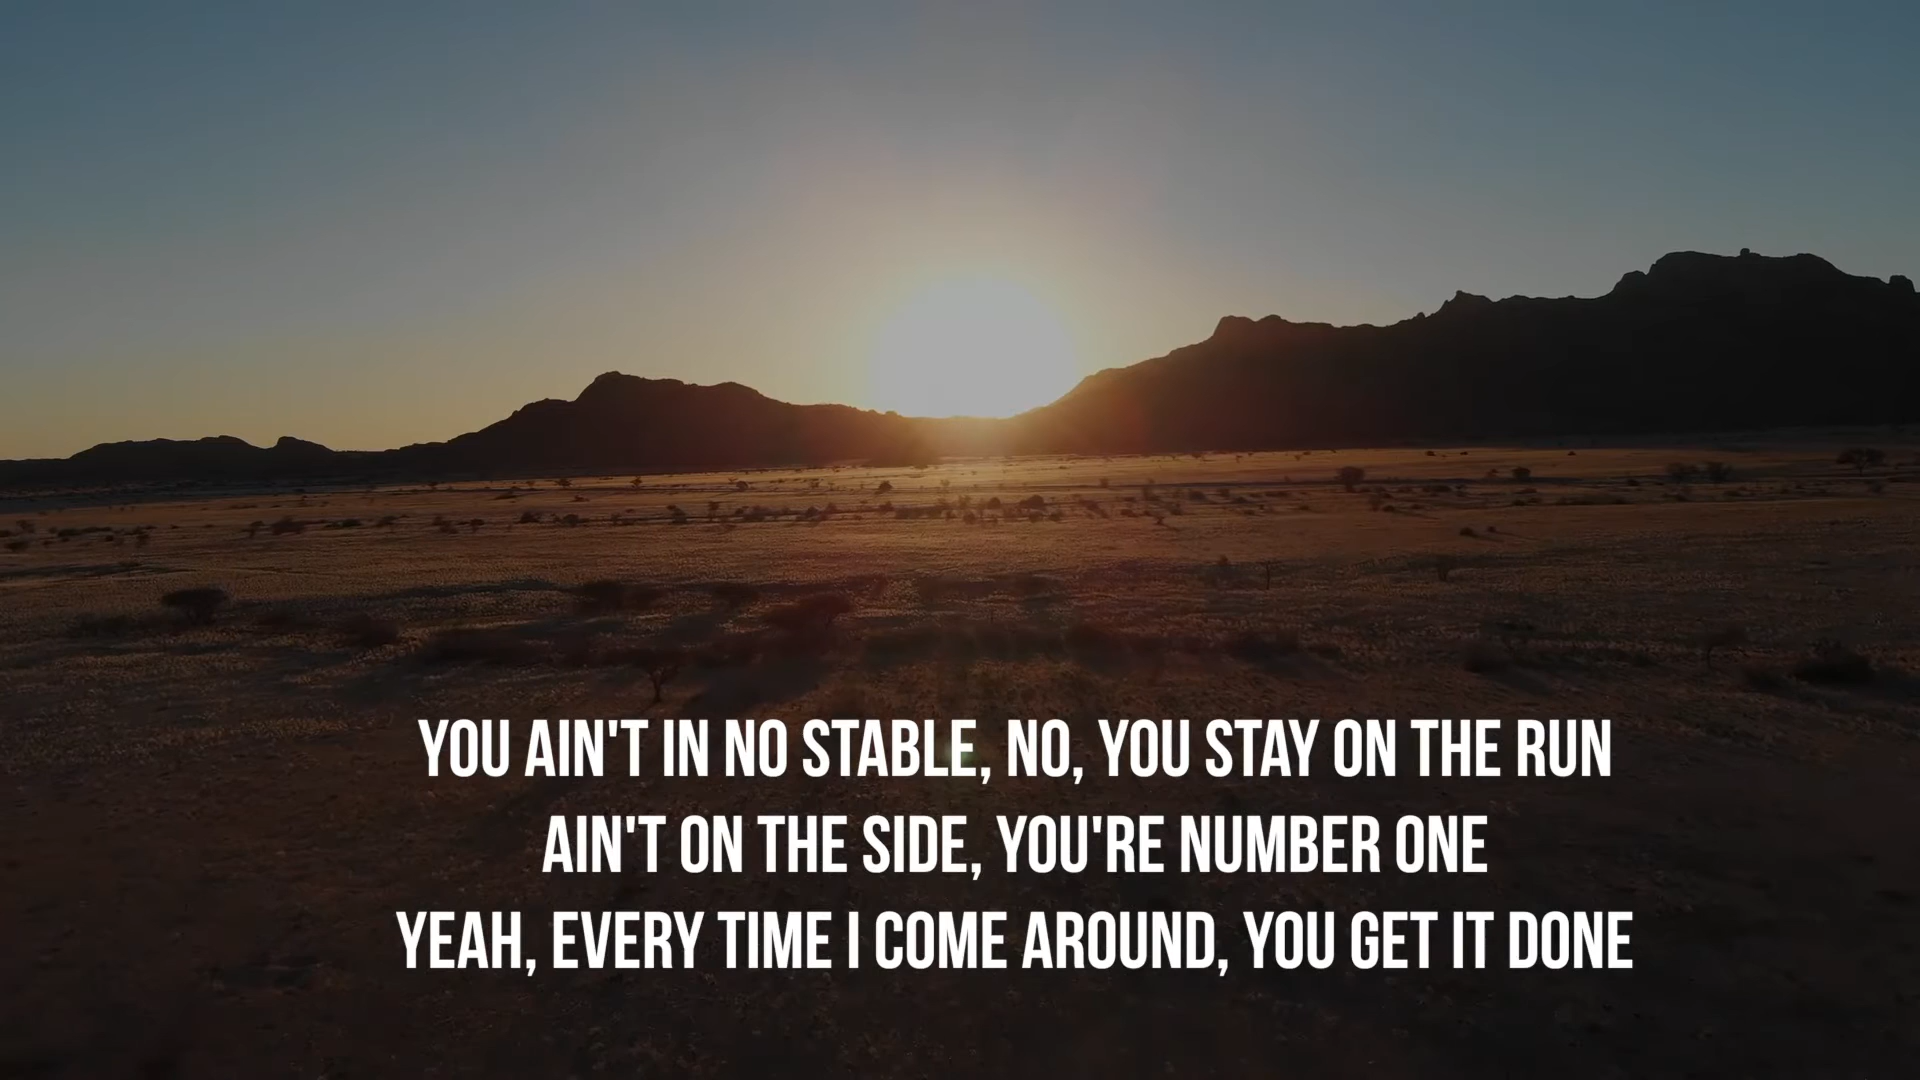 YOU AIN'T IN NO STABLE, NO, YOU STAY ON THE RUN
AIN'T ON THE SIDE, YOU'RE NUMBER ONE
YEAH, EVERY TIME I COME AROUND, YOU GET IT DONE